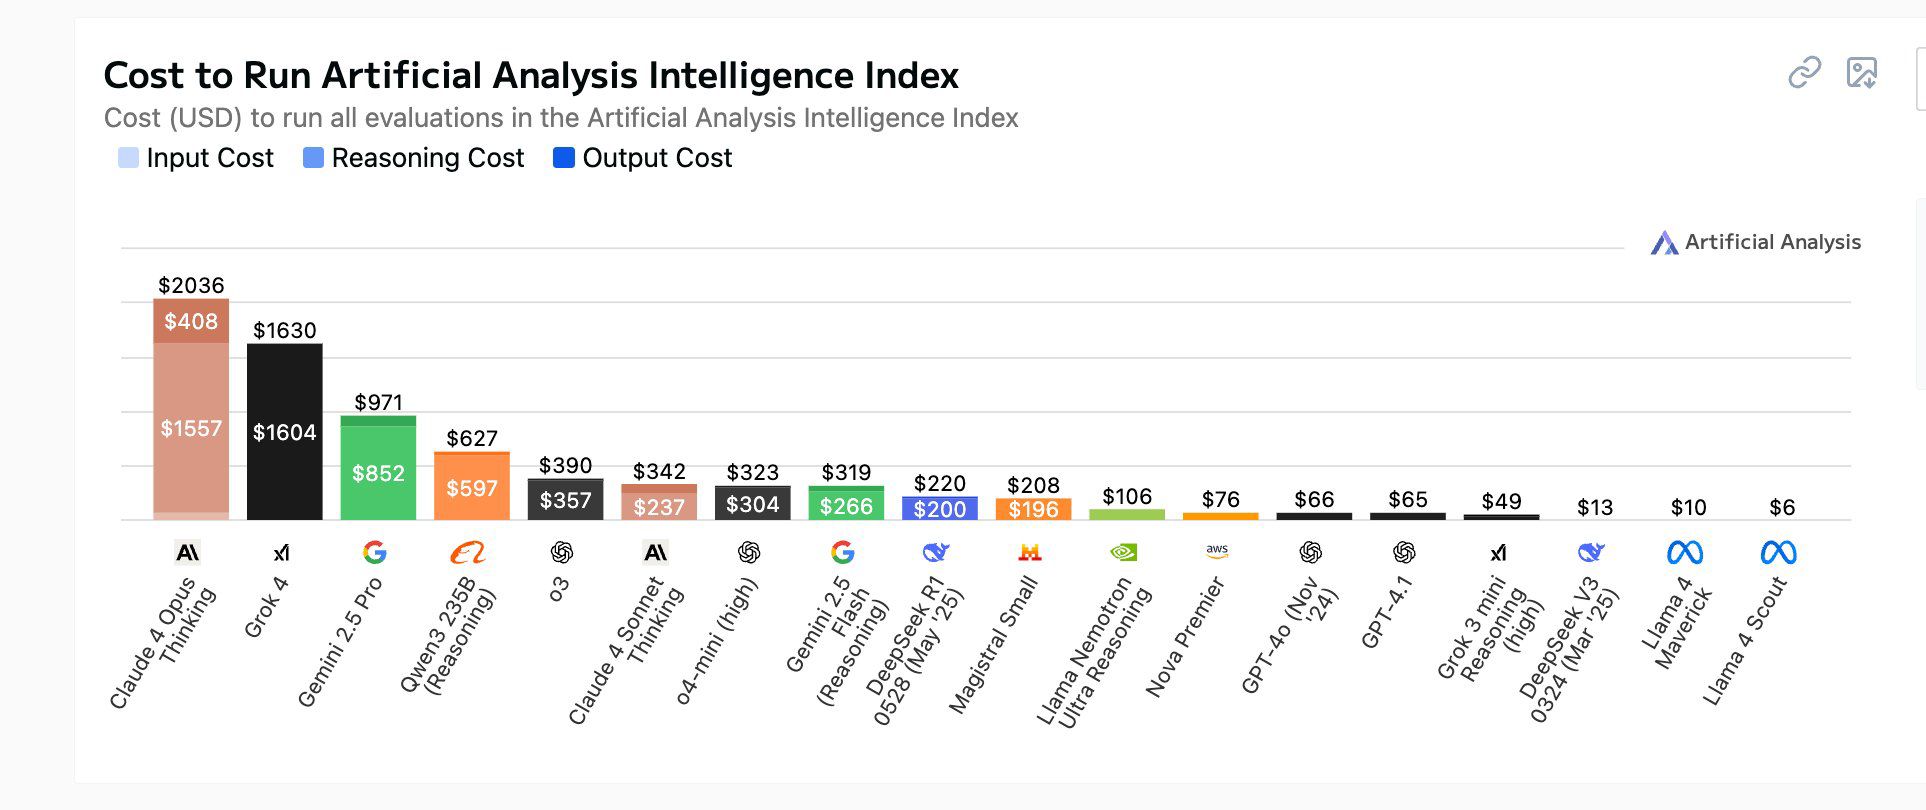 Cost to Run Artificial Analysis Intelligence Index
Cost (USD) to run all evaluations in the Artificial Analysis Intelligence Index
Input Cost Reasoning Cost Output Cost
Artificial Analysis
$2036
$408
$1557
$1630
$1604
$971
$852
$627
$597
$390
$357
$342
$237
$323
$304
$319
$266
$220
$200
$208
$196
$106
$76
$66
$65
$49
$13
$10
$6
A\
xI
G
A\
G
aws
xI
Claude 4 Opus
Thinking
Grok 4
Gemini 2.5 Pro
Qwen3 235B
(Reasoning)
o3
Claude 4 Sonnet
Thinking
o4-mini (high)
Gemini 2.5
Flash
(Reasoning)
DeepSeek R1
0528 (May '25)
Magistral Small
Llama Nemotron
Ultra Reasoning
Nova Premier
GPT-4o (Nov
'24)
GPT-4.1
Grok 3 mini
Reasoning
(high)
DeepSeek V3
0324 (Mar '25)
Llama 4
Maverick
Llama 4 Scout